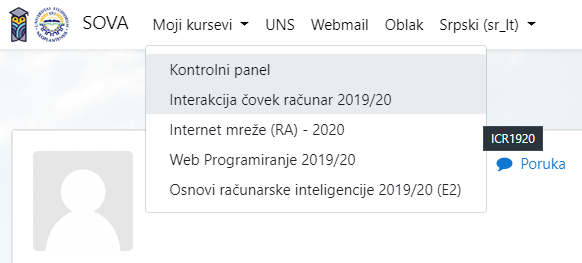 SOVA Moji kursevi UNS Webmail Oblak Srpski (sr_lt)
Kontrolni panel
Interakcija čovek računar 2019/20
Internet mreže (RA) - 2020
ICR1920
Web Programiranje 2019/20
Poruka
Osnovi računarske inteligencije 2019/20 (E2)